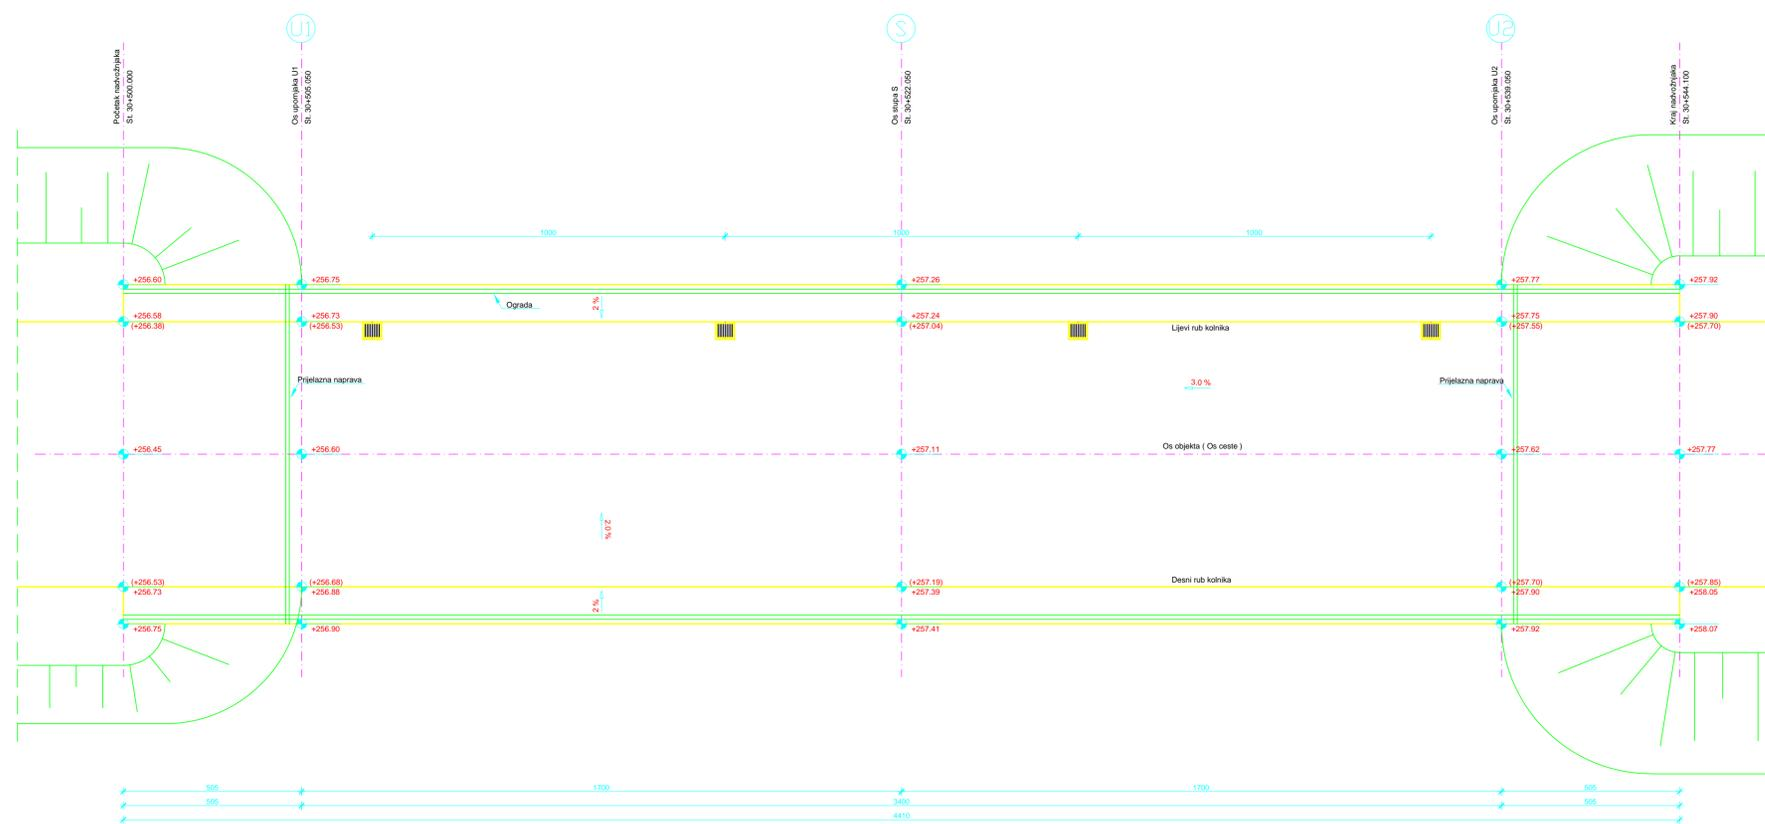 U1
S
U2
Početak nadvožnjaka
St. 30+500.000
Os upornjaka U1
St. 30+505.050
Os stupa S
St. 30+522.050
Os upornjaka U2
St. 30+539.050
Kraj nadvožnjaka
St. 30+544.100
1000
1000
1000
+256.60
+256.75
+257.26
+257.77
+257.92
Ograda
2 %
+256.58
+256.73
+257.24
+257.75
+257.90
(+256.38)
(+256.53)
(+257.04)
Lijevi rub kolnika
(+257.55)
(+257.70)
Prijelazna naprava
3.0 %
Prijelazna naprava
+256.45
+256.60
+257.11
Os objekta ( Os ceste )
+257.62
+257.77
2.0 %
(+256.53)
(+256.68)
(+257.19)
Desni rub kolnika
(+257.70)
(+257.85)
+256.73
+256.88
2 %
+257.39
+257.90
+258.05
+256.75
+256.90
+257.41
+257.92
+258.07
505
1700
1700
505
505
3400
505
4410